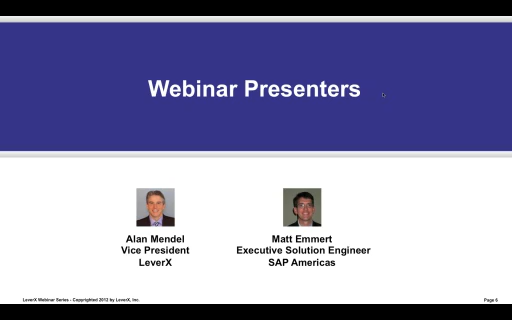 Webinar Presenters
Alan Mendel
Vice President
LeverX
Matt Emmert
Executive Solution Engineer
SAP Americas
LeverX Webinar Series - Copyrighted 2012 by LeverX, Inc
Page 6